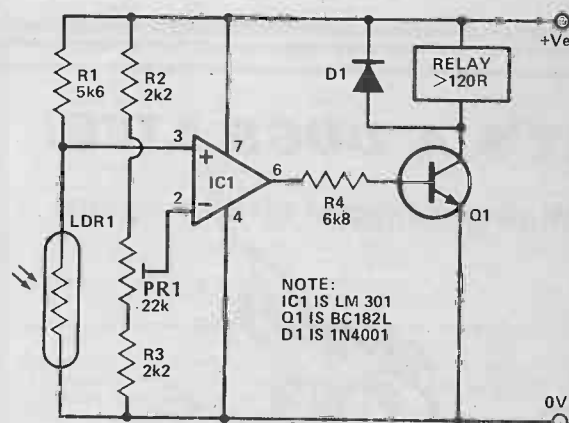 +Ve
R1
5k6
R2
2k2
D1
RELAY
>120R
3
+
7
IC1
6
2
−
4
R4
6k8
Q1
LDR1
PR1
22k
R3
2k2
NOTE:
IC1 IS LM 301
Q1 IS BC182L
D1 IS 1N4001
0V